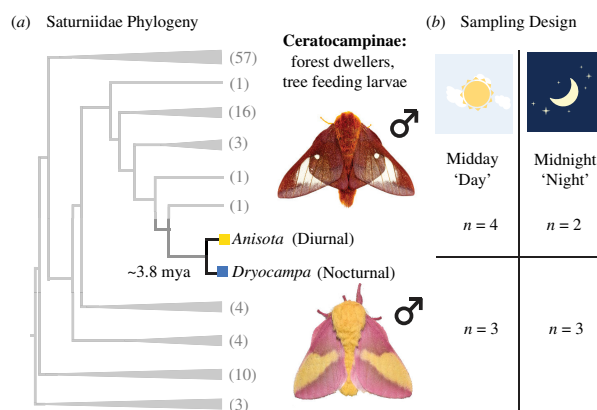 (a) Saturniidae Phylogeny
(57)
(1)
(16)
(3)
(1)
(1)
Anisota (Diurnal)
~3.8 mya
Dryocampa (Nocturnal)
(4)
(4)
(10)
(3)
Ceratocampinae:
forest dwellers,
tree feeding larvae
♂
♂
(b) Sampling Design
Midday
'Day'
Midnight
'Night'
n = 4
n = 2
n = 3
n = 3